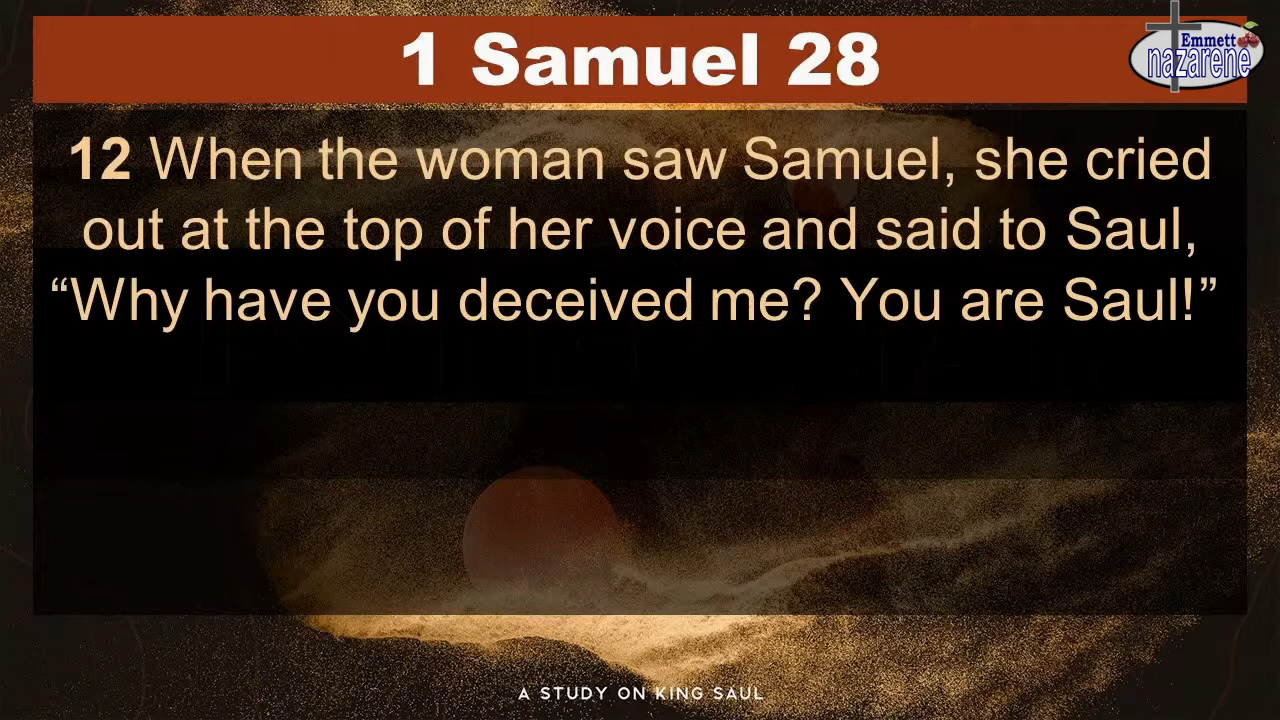 1 Samuel 28
Emmett
nazarene
12 When the woman saw Samuel, she cried
out at the top of her voice and said to Saul,
“Why have you deceived me? You are Saul!”
A STUDY ON KING SAUL